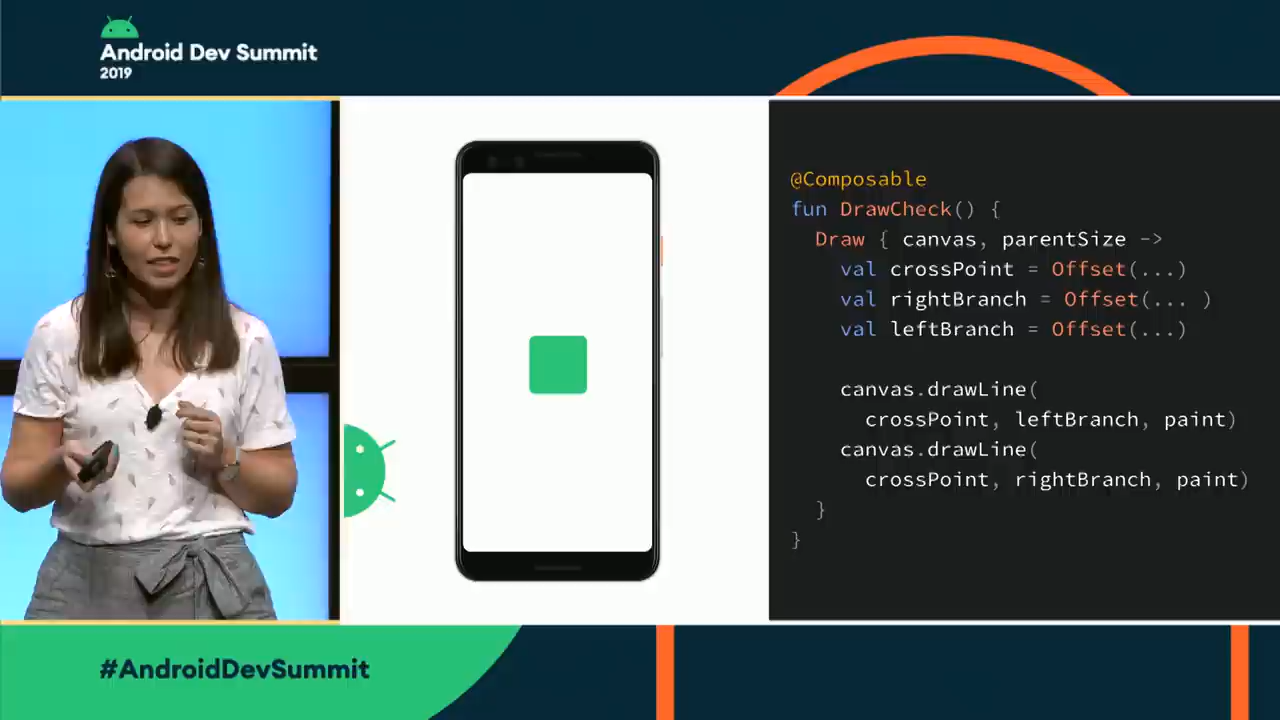 Android Dev Summit
2019
@Composable
fun DrawCheck() {
  Draw { canvas, parentSize ->
    val crossPoint = Offset(...)
    val rightBranch = Offset(... )
    val leftBranch = Offset(...)

    canvas.drawLine(
      crossPoint, leftBranch, paint)
    canvas.drawLine(
      crossPoint, rightBranch, paint)
  }
}
#AndroidDevSummit